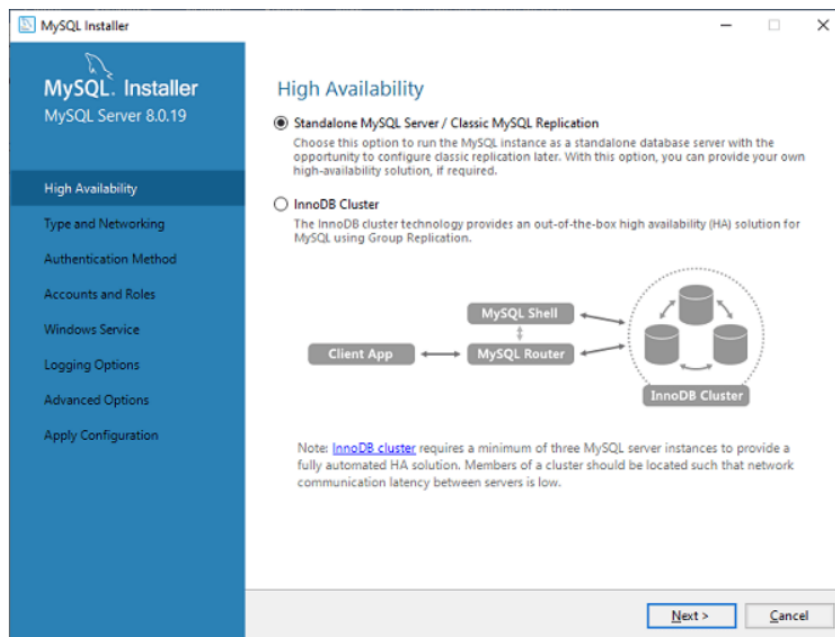 MySQL Installer
MySQL. Installer
MySQL Server 8.0.19
High Availability
Type and Networking
Authentication Method
Accounts and Roles
Windows Service
Logging Options
Advanced Options
Apply Configuration
High Availability
Standalone MySQL Server / Classic MySQL Replication
Choose this option to run the MySQL instance as a standalone database server with the
opportunity to configure classic replication later. With this option, you can provide your own
high-availability solution, if required.
InnoDB Cluster
The InnoDB cluster technology provides an out-of-the-box high availability (HA) solution for
MySQL using Group Replication.
MySQL Shell
Client App
MySQL Router
InnoDB Cluster
Note: InnoDB cluster requires a minimum of three MySQL server instances to provide a
fully automated HA solution. Members of a cluster should be located such that network
communication latency between servers is low.
Next >
Cancel